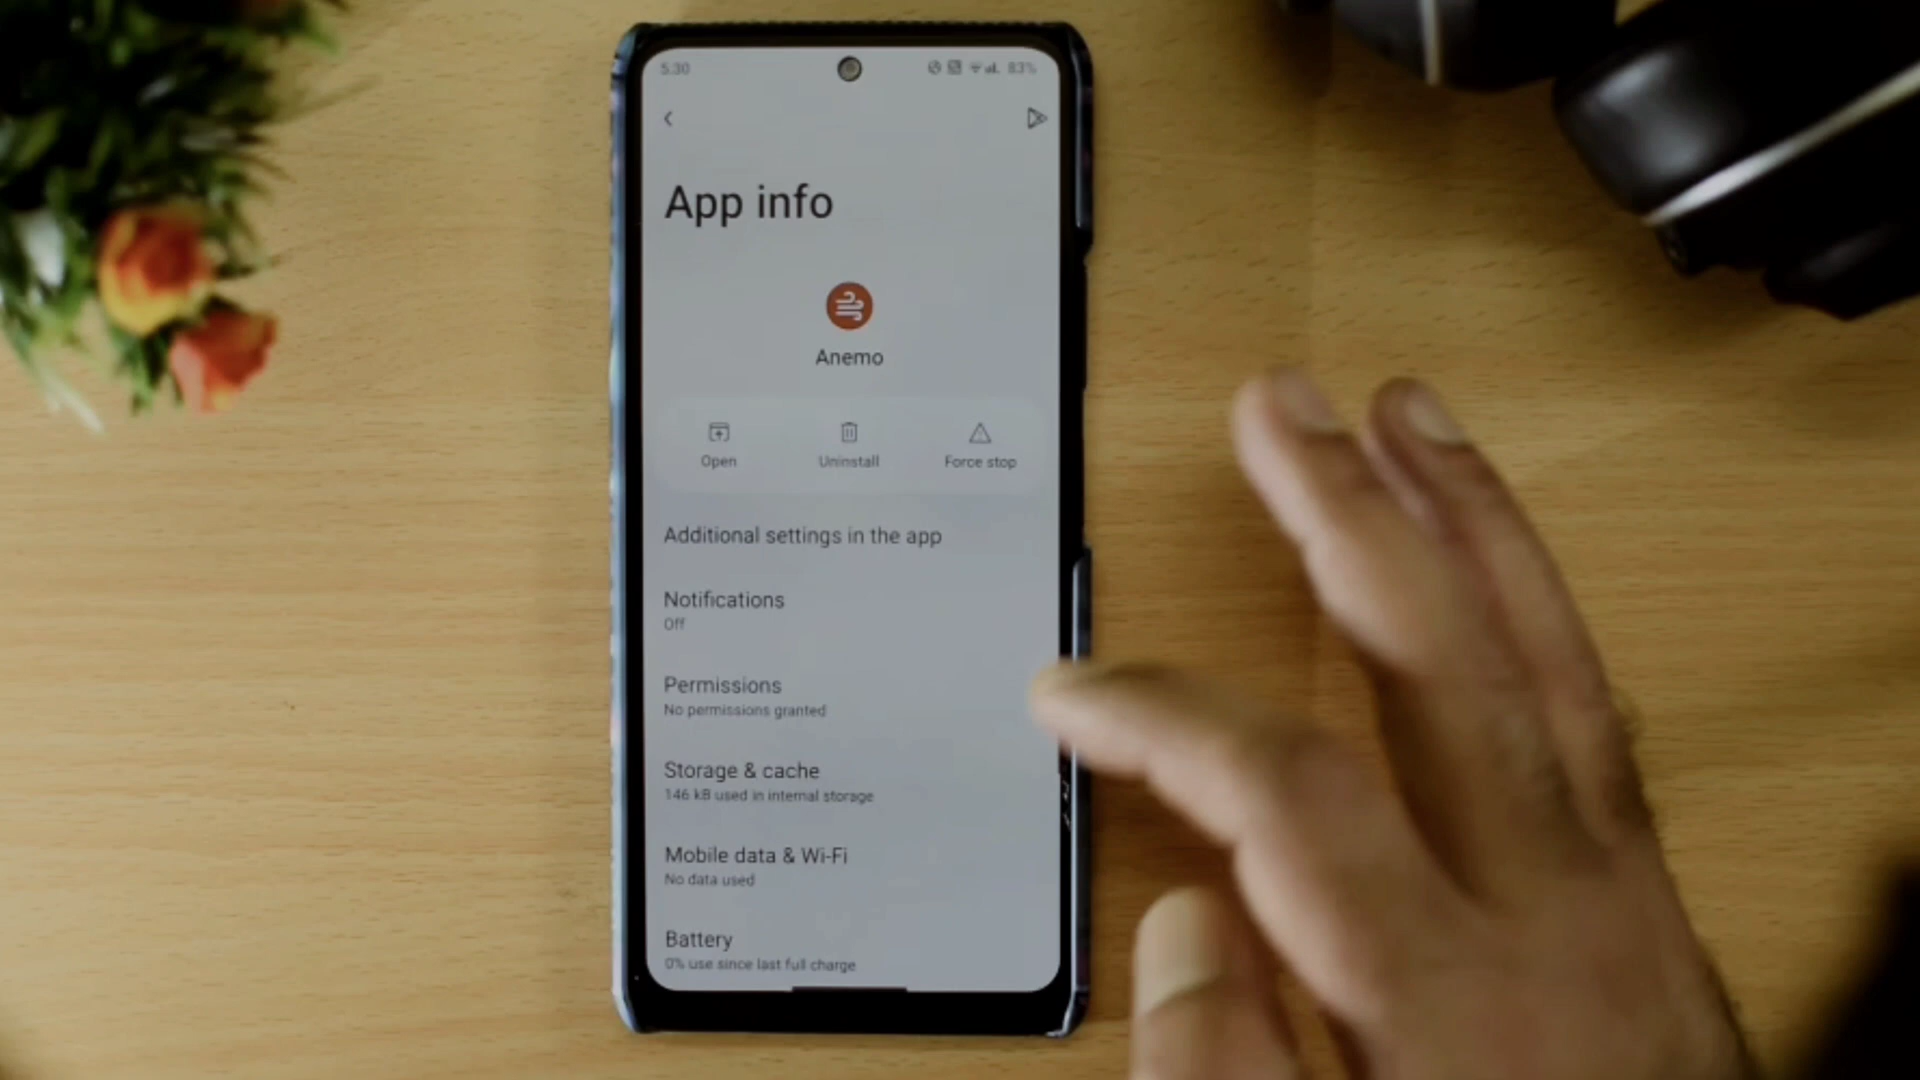 5.30
83%
App info
Anemo
Open
Uninstall
Force stop
Additional settings in the app
Notifications
Off
Permissions
No permissions granted
Storage & cache
146 kB used in internal storage
Mobile data & Wi-Fi
No data used
Battery
0% use since last full charge